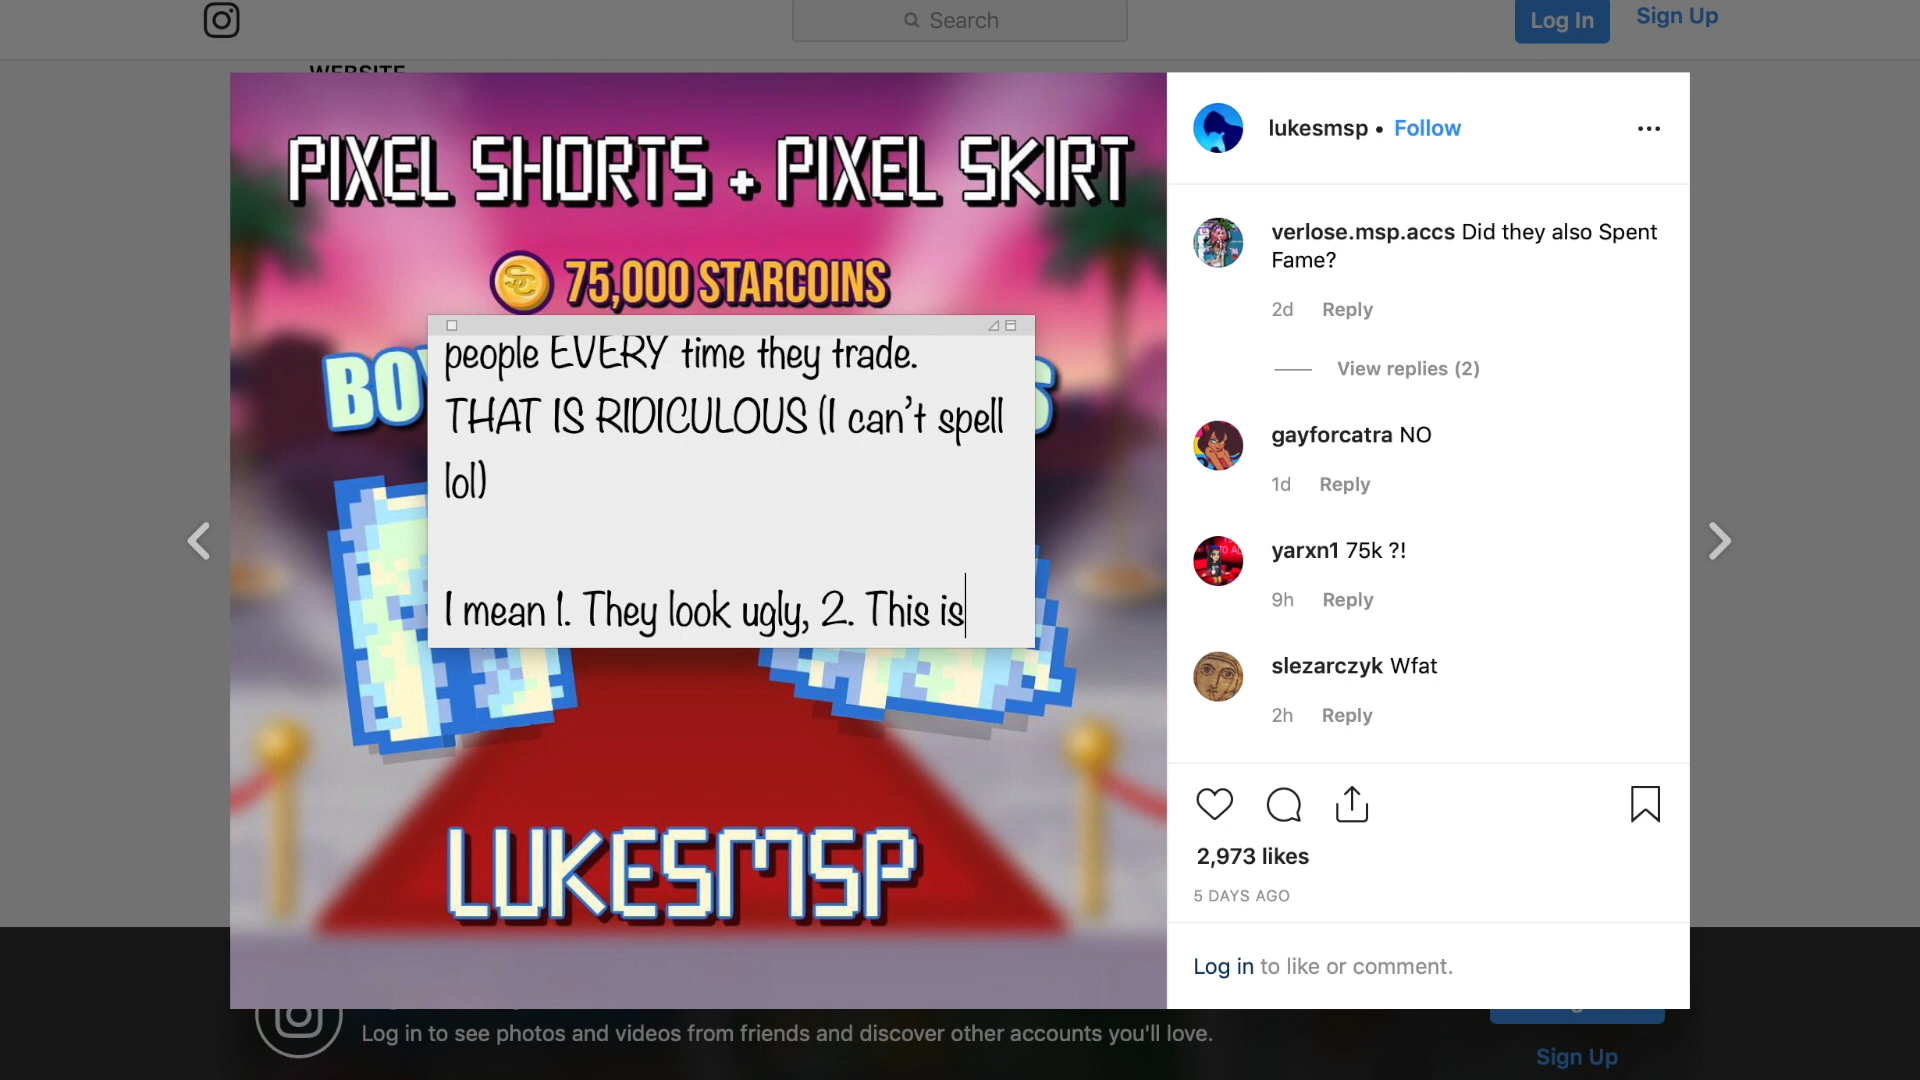 Search
Log In
Sign Up
WEBSITE
PIXEL SHORTS + PIXEL SKIRT
75,000 STARCOINS
people EVERY time they trade.
THAT IS RIDICULOUS (I can't spell
lol)
I mean 1. They look ugly, 2. This is
LUKESMSP
lukesmsp • Follow
verlose.msp.accs Did they also Spent
Fame?
2d Reply
View replies (2)
gayforcatra NO
1d Reply
yarxn1 75k ?!
9h Reply
slezarczyk Wfat
2h Reply
2,973 likes
5 DAYS AGO
Log in to like or comment.
Log in to see photos and videos from friends and discover other accounts you'll love.
Sign Up